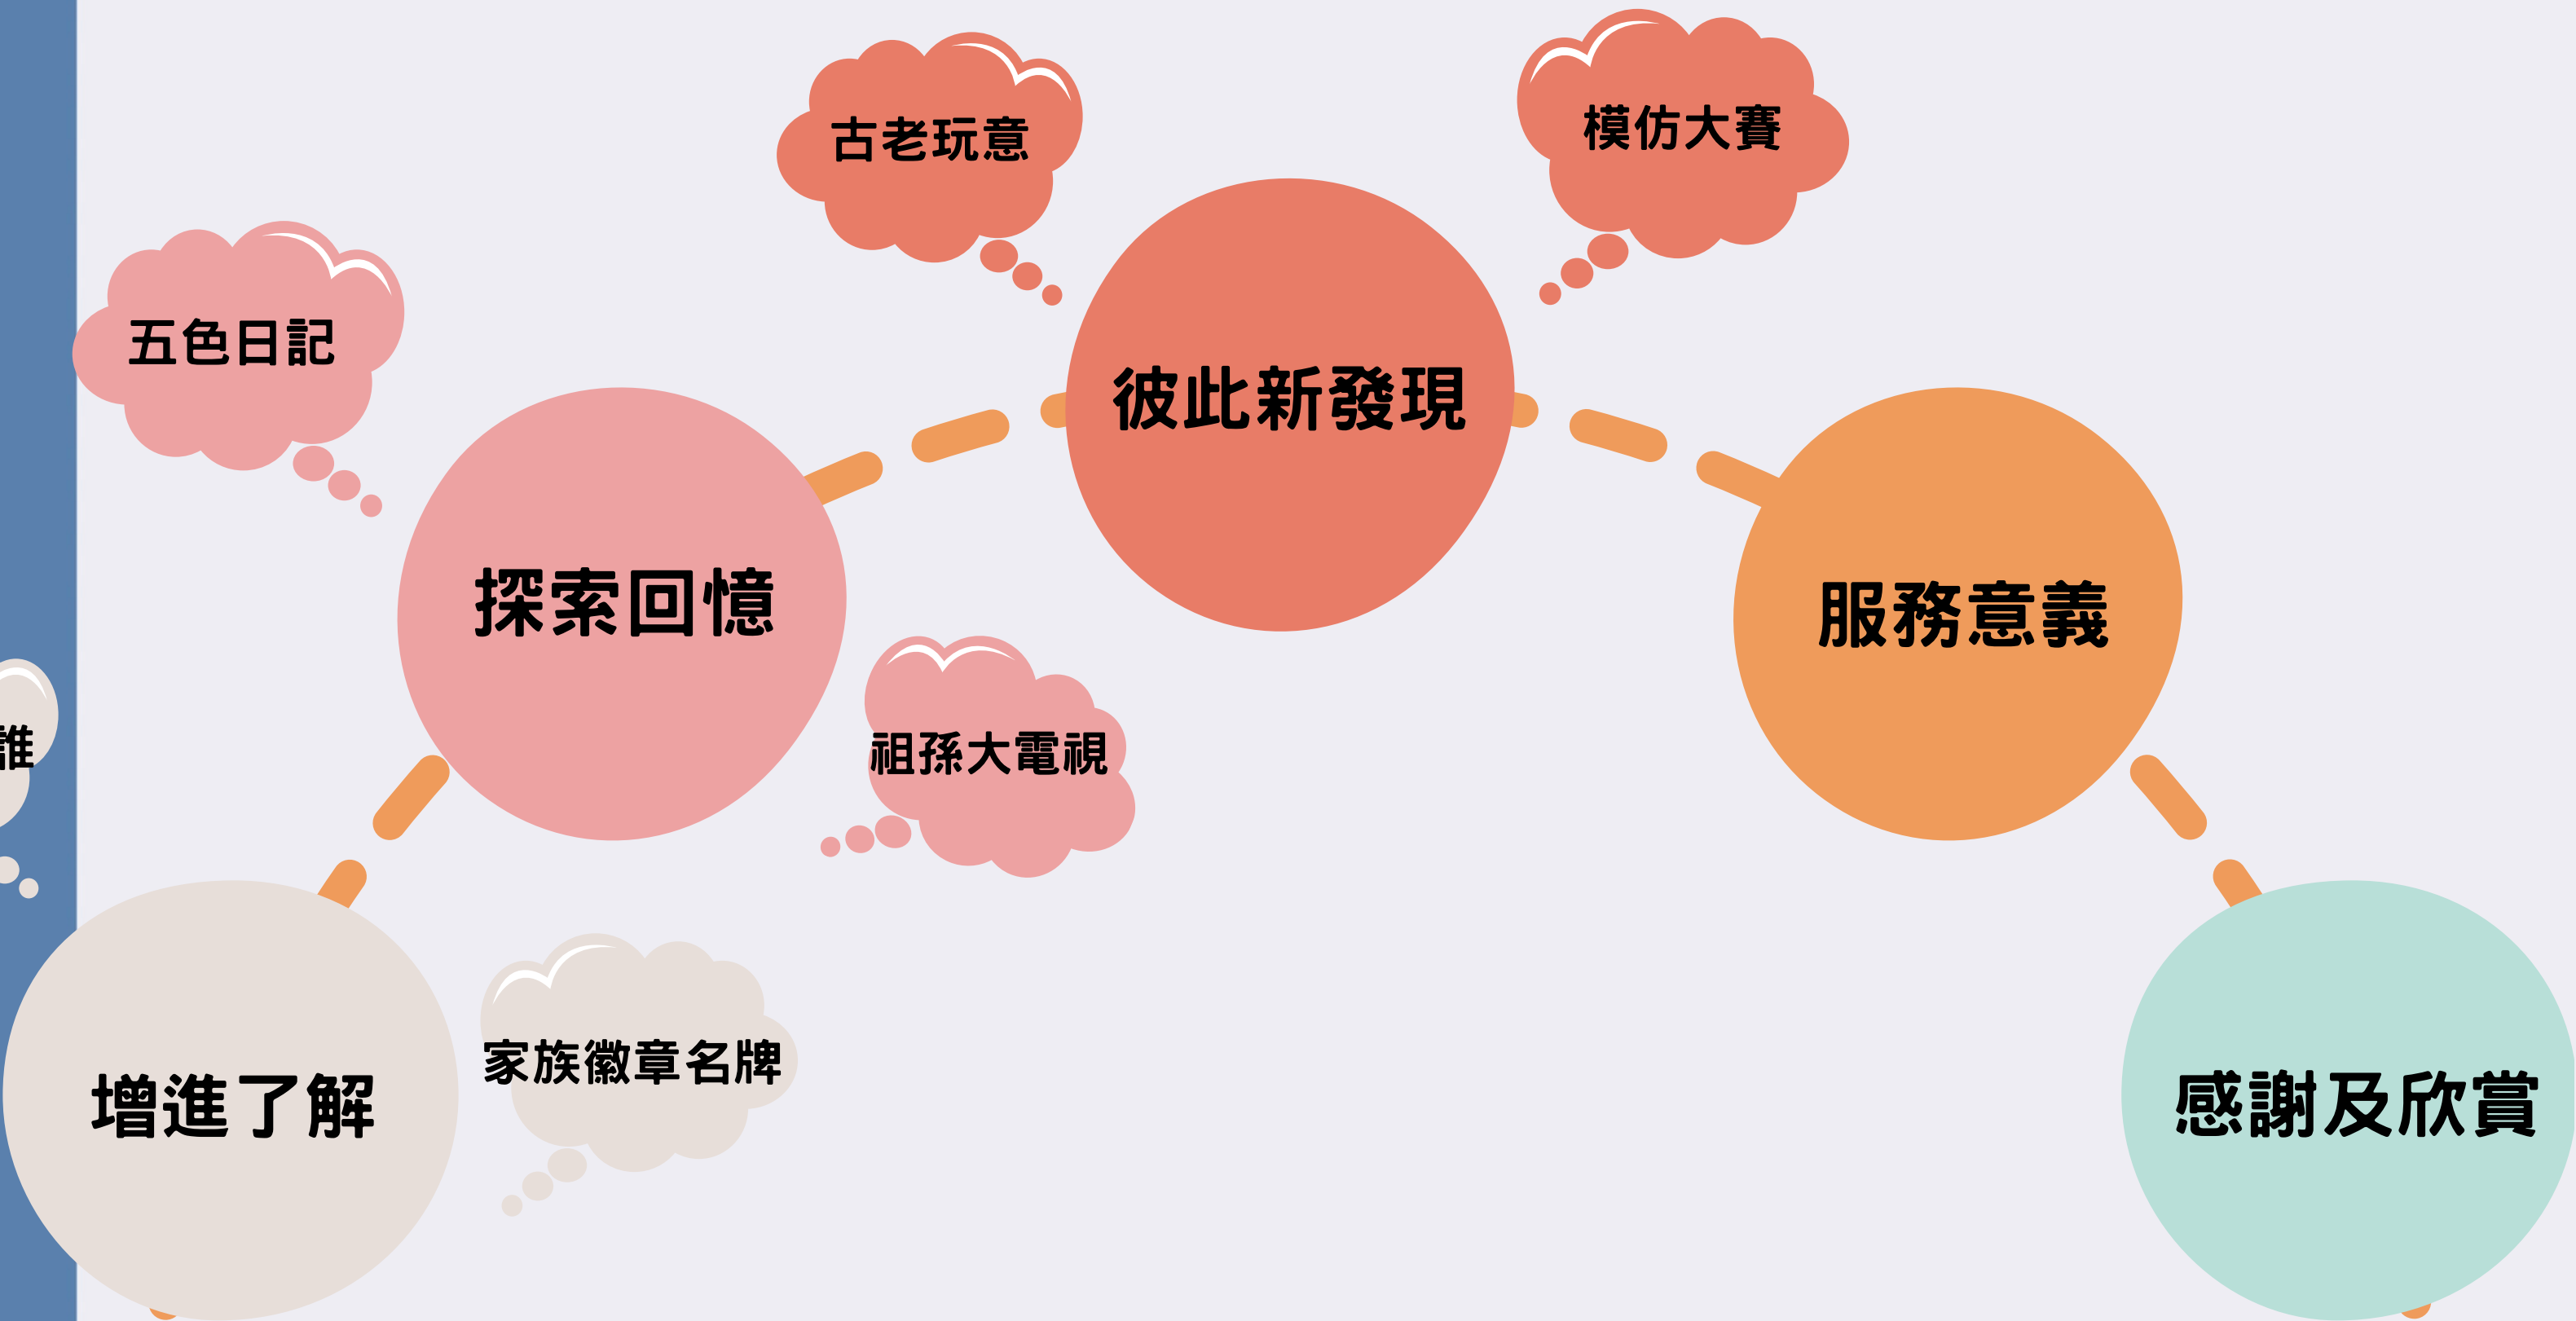 古老玩意
模仿大賽
五色日記
彼此新發現
探索回憶
服務意義
祖孫大電視
誰
家族徽章名牌
增進了解
感謝及欣賞